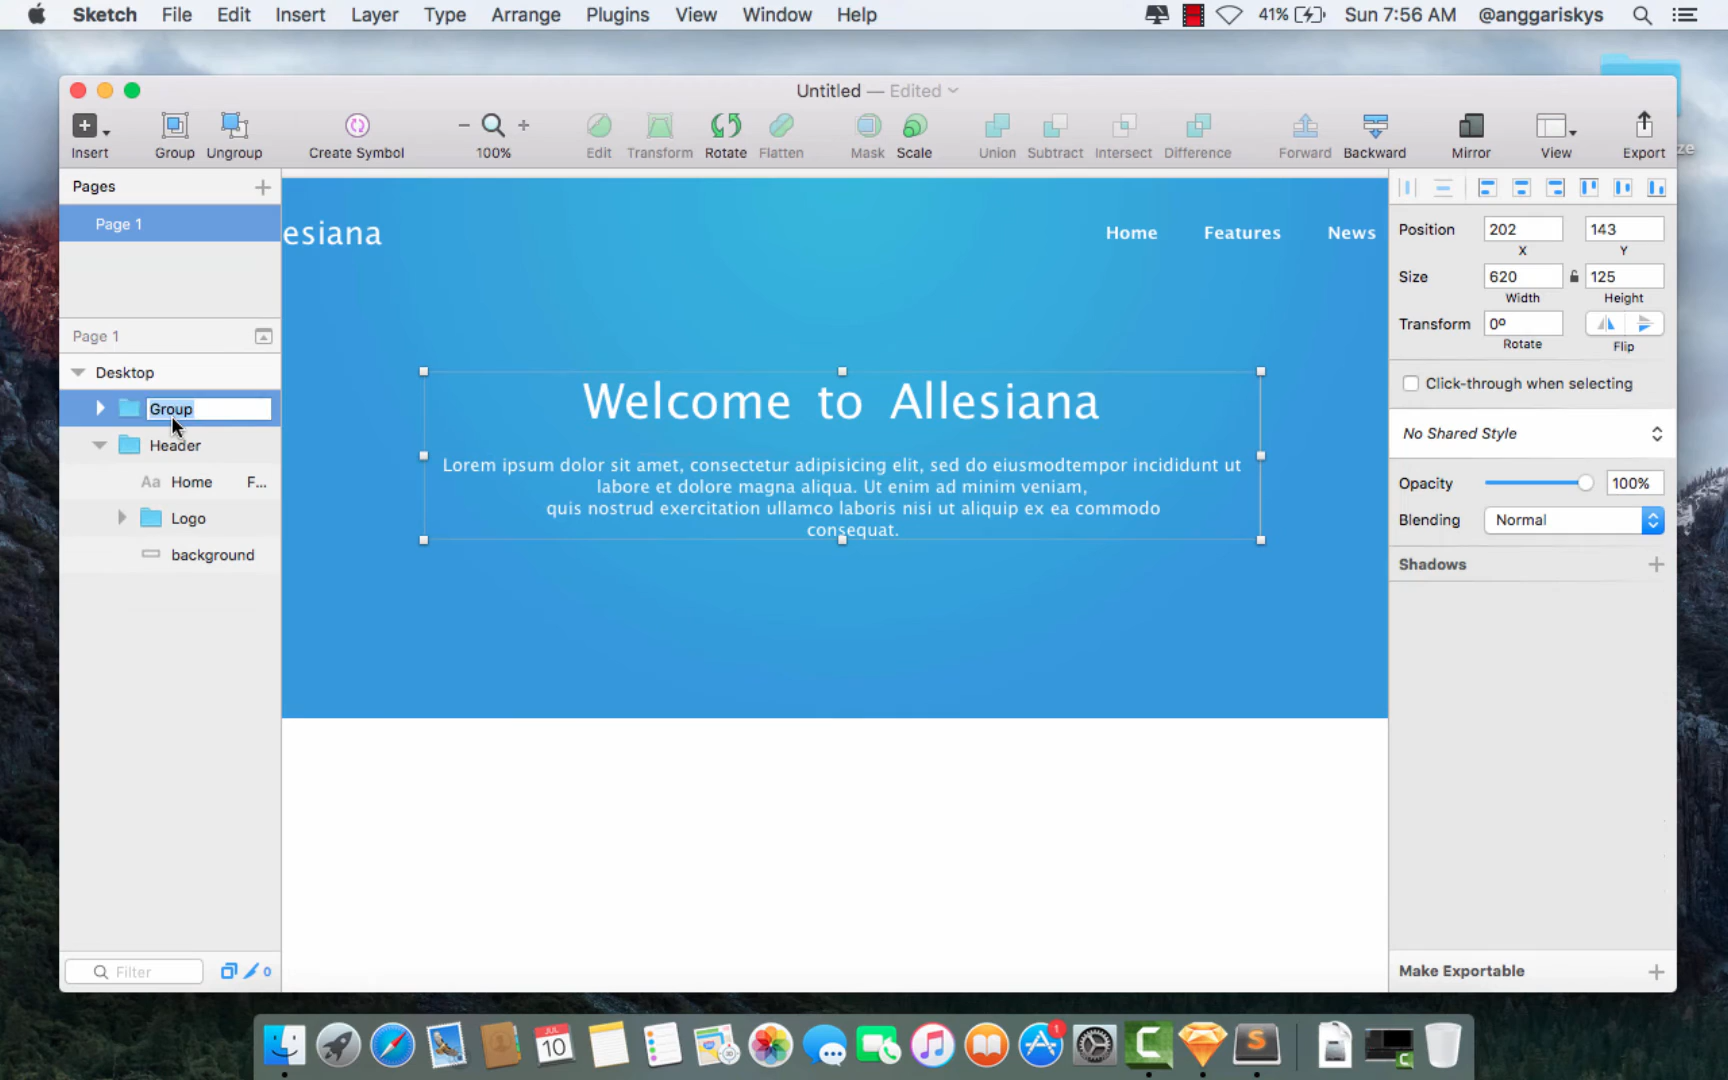 Sketch File Edit Insert Layer Type Arrange Plugins View Window Help 41% Sun 7:56 AM @anggariskys
Untitled — Edited
Insert Group Ungroup Create Symbol 100% Edit Transform Rotate Flatten Mask Scale Union Subtract Intersect Difference Forward Backward Mirror View Export
Pages
Page 1
Page 1
Desktop
Group
Header
Aa Home F...
Logo
background
Filter
0
esiana
Home Features News
Welcome to Allesiana
Lorem ipsum dolor sit amet, consectetur adipisicing elit, sed do eiusmodtempor incididunt ut
labore et dolore magna aliqua. Ut enim ad minim veniam,
quis nostrud exercitation ullamco laboris nisi ut aliquip ex ea commodo
consequat.
Position 202 143
X Y
Size 620 125
Width Height
Transform 0º
Rotate Flip
Click-through when selecting
No Shared Style
Opacity 100%
Blending Normal
Shadows
Make Exportable
ze
JUL
10
1